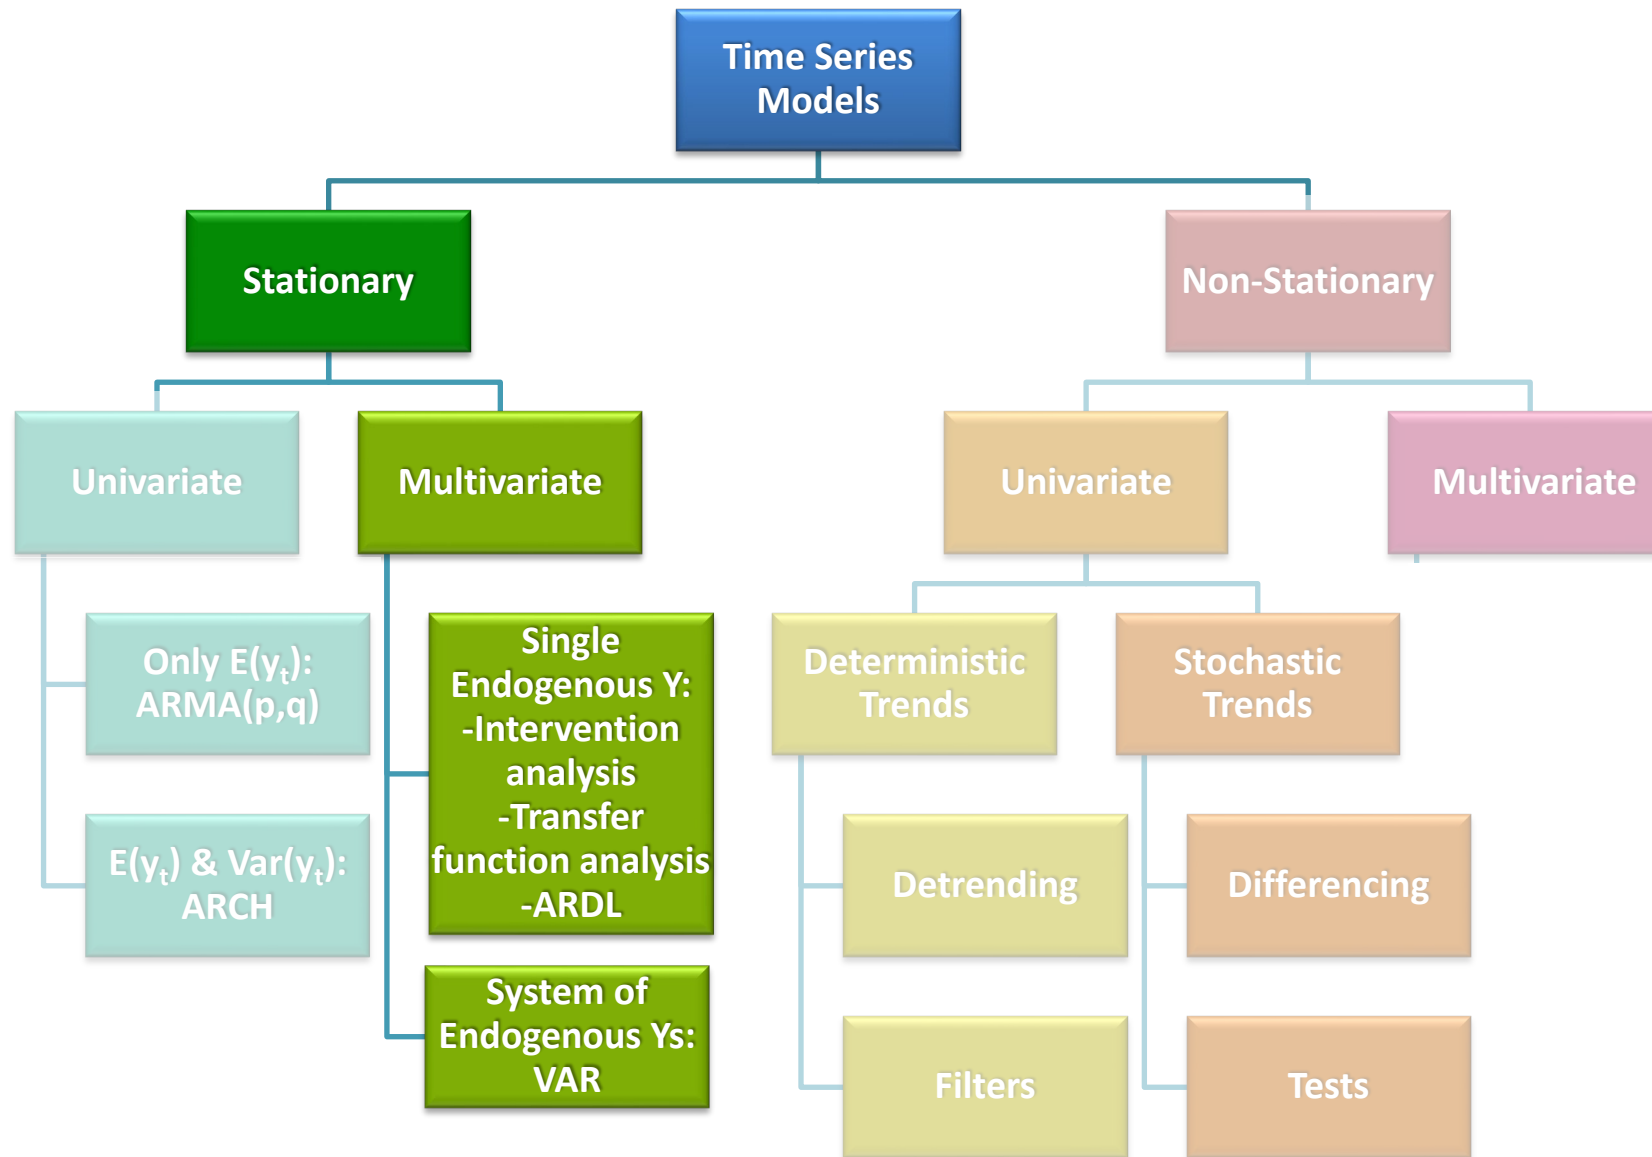 Time Series
Models
Stationary
Non-Stationary
Univariate
Multivariate
Univariate
Multivariate
Only E(yₜ):
ARMA(p,q)
Single
Endogenous Y:
-Intervention
analysis
-Transfer
function analysis
-ARDL
Deterministic
Trends
Stochastic
Trends
E(yₜ) & Var(yₜ):
ARCH
Detrending
Differencing
System of
Endogenous Ys:
VAR
Filters
Tests